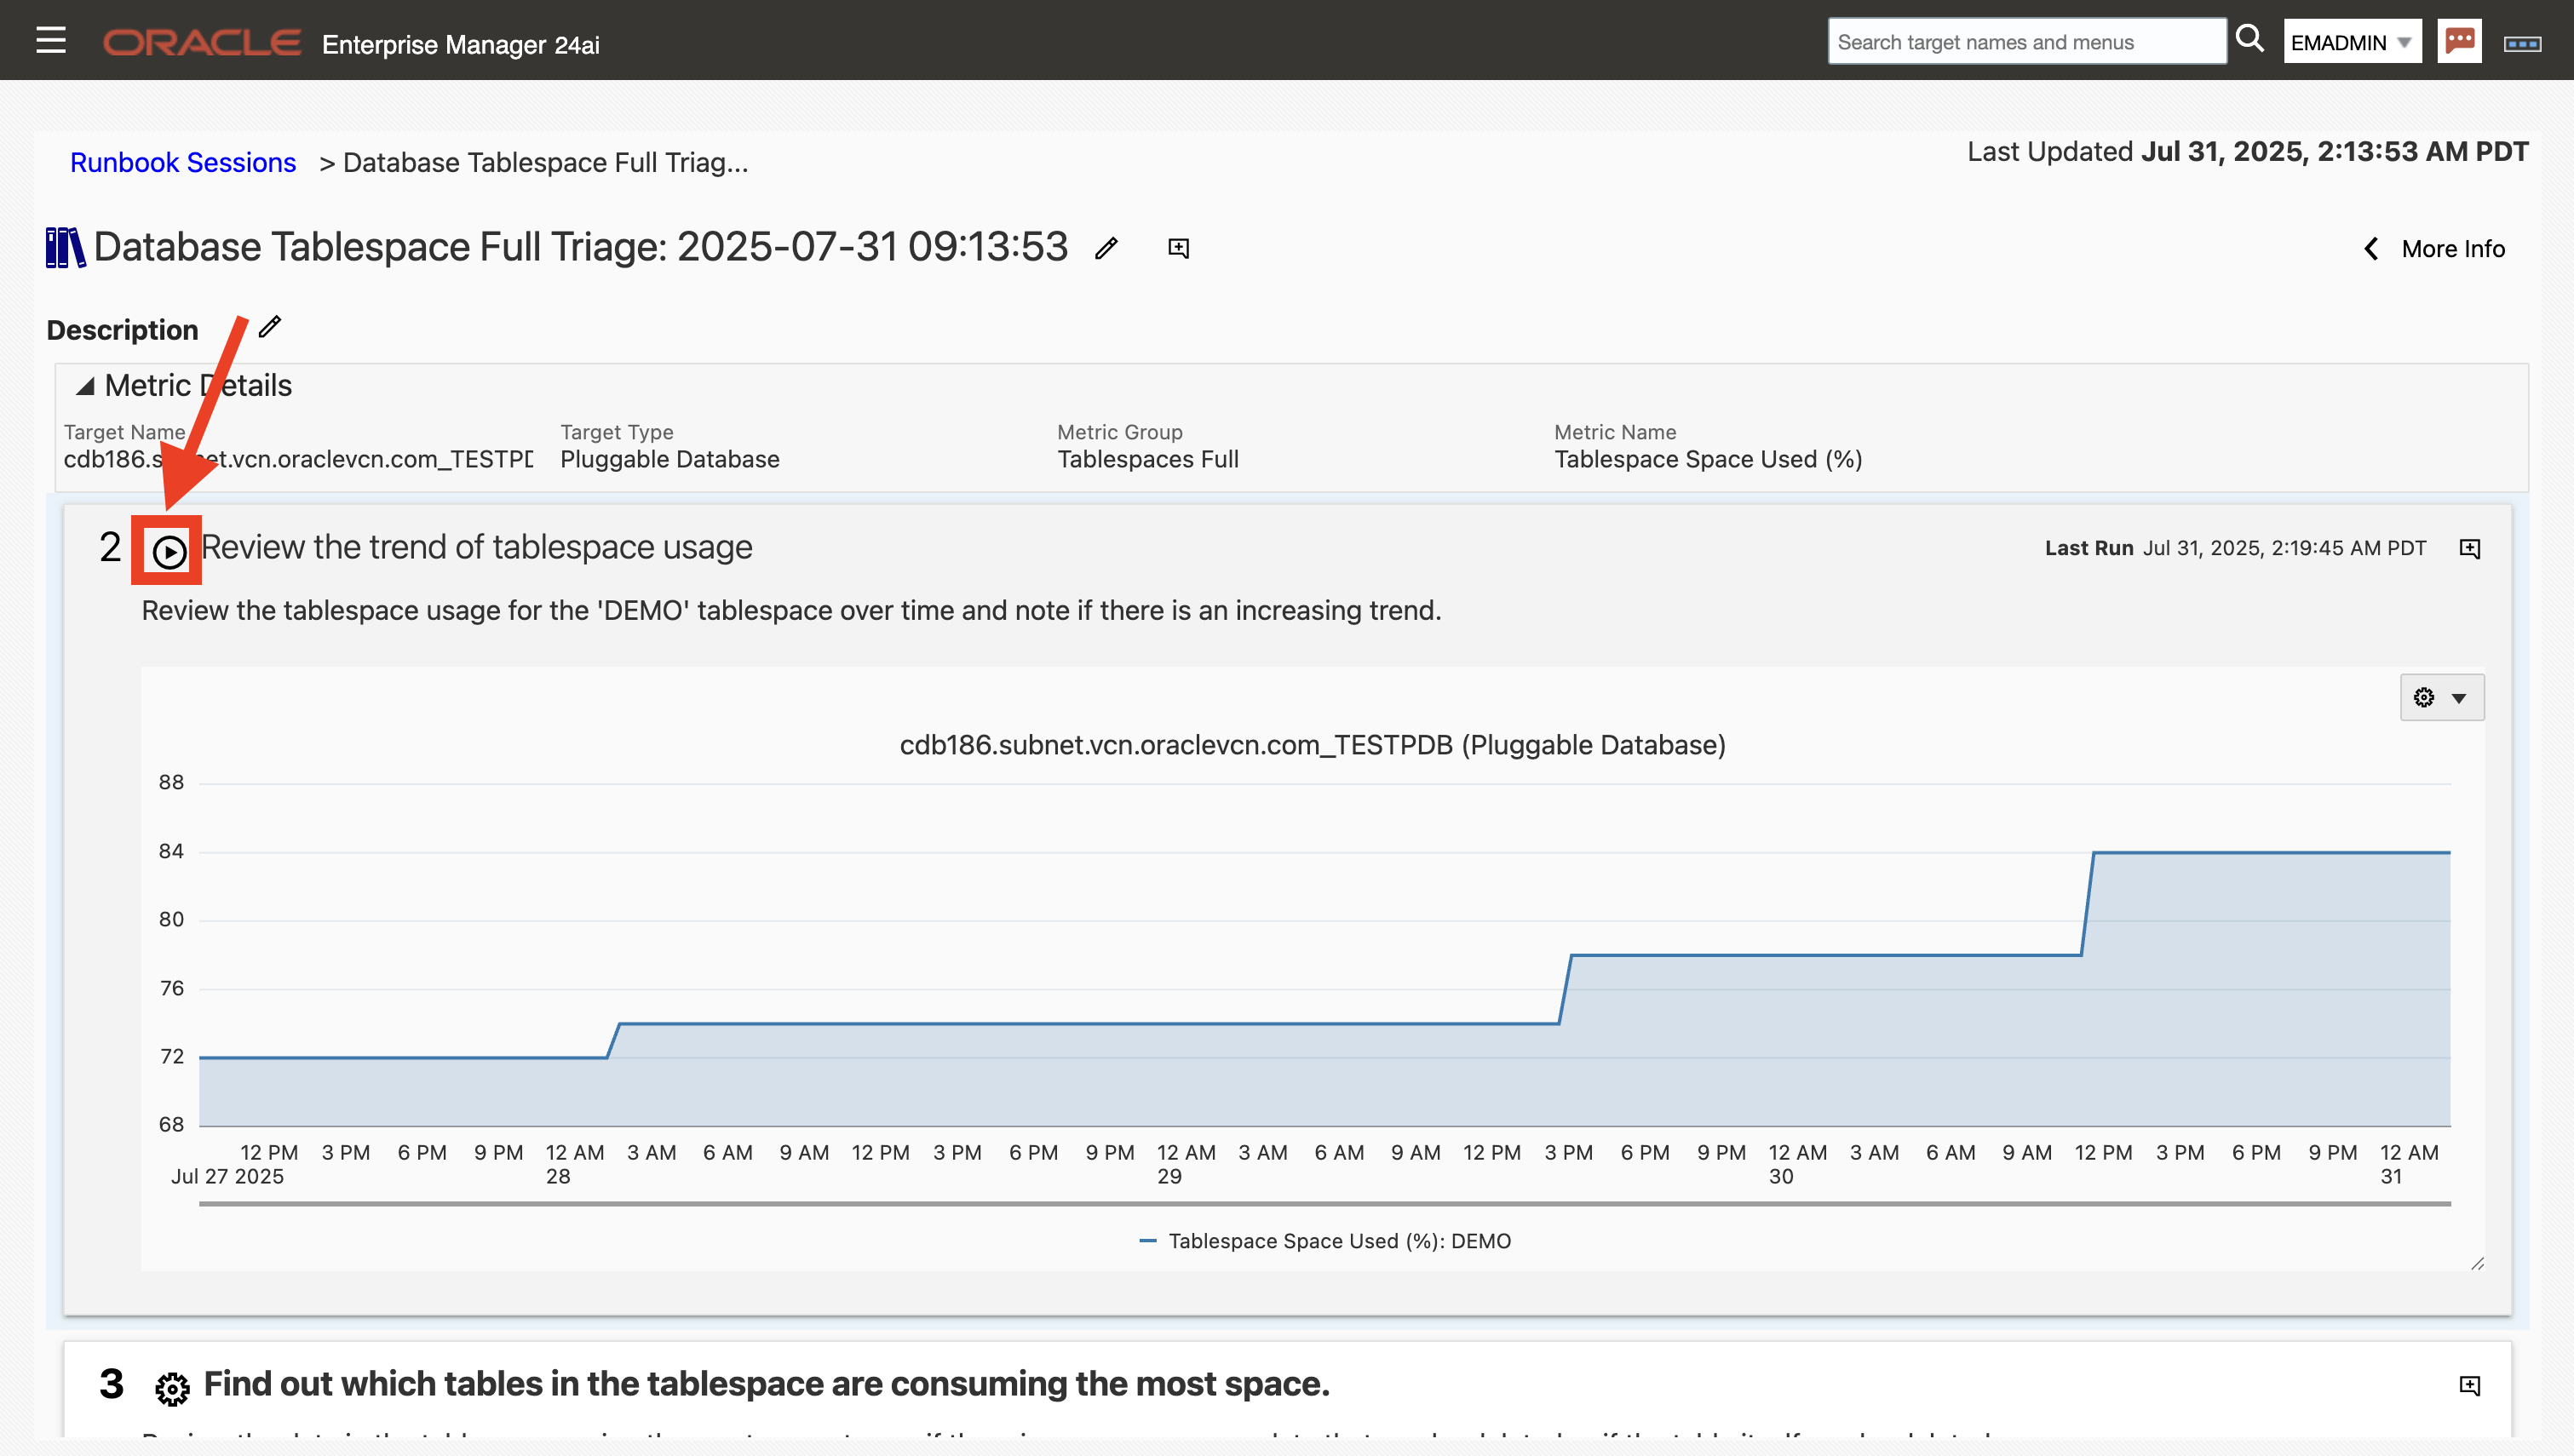 ORACLE Enterprise Manager 24ai
Search target names and menus
EMADMIN
Runbook Sessions > Database Tablespace Full Triag...
Last Updated Jul 31, 2025, 2:13:53 AM PDT
Database Tablespace Full Triage: 2025-07-31 09:13:53
More Info
Description
Metric Details
Target Name Target Type Metric Group Metric Name
.vcn.oraclevcn.com_TESTPD Pluggable Database Tablespaces Full Tablespace Space Used (%)
2 Review the trend of tablespace usage
Last Run Jul 31, 2025, 2:19:45 AM PDT
Review the tablespace usage for the 'DEMO' tablespace over time and note if there is an increasing trend.
cdb186.subnet.vcn.oraclevcn.com_TESTPDB (Pluggable Database)
88
84
80
76
72
68
12 PM 3 PM 6 PM 9 PM 12 AM 3 AM 6 AM 9 AM 12 PM 3 PM 6 PM 9 PM 12 AM 3 AM 6 AM 9 AM 12 PM 3 PM 6 PM 9 PM 12 AM 3 AM 6 AM 9 AM 12 PM 3 PM 6 PM 9 PM 12 AM
Jul 27 2025 28 29 30 31
Tablespace Space Used (%): DEMO
3 Find out which tables in the tablespace are consuming the most space.